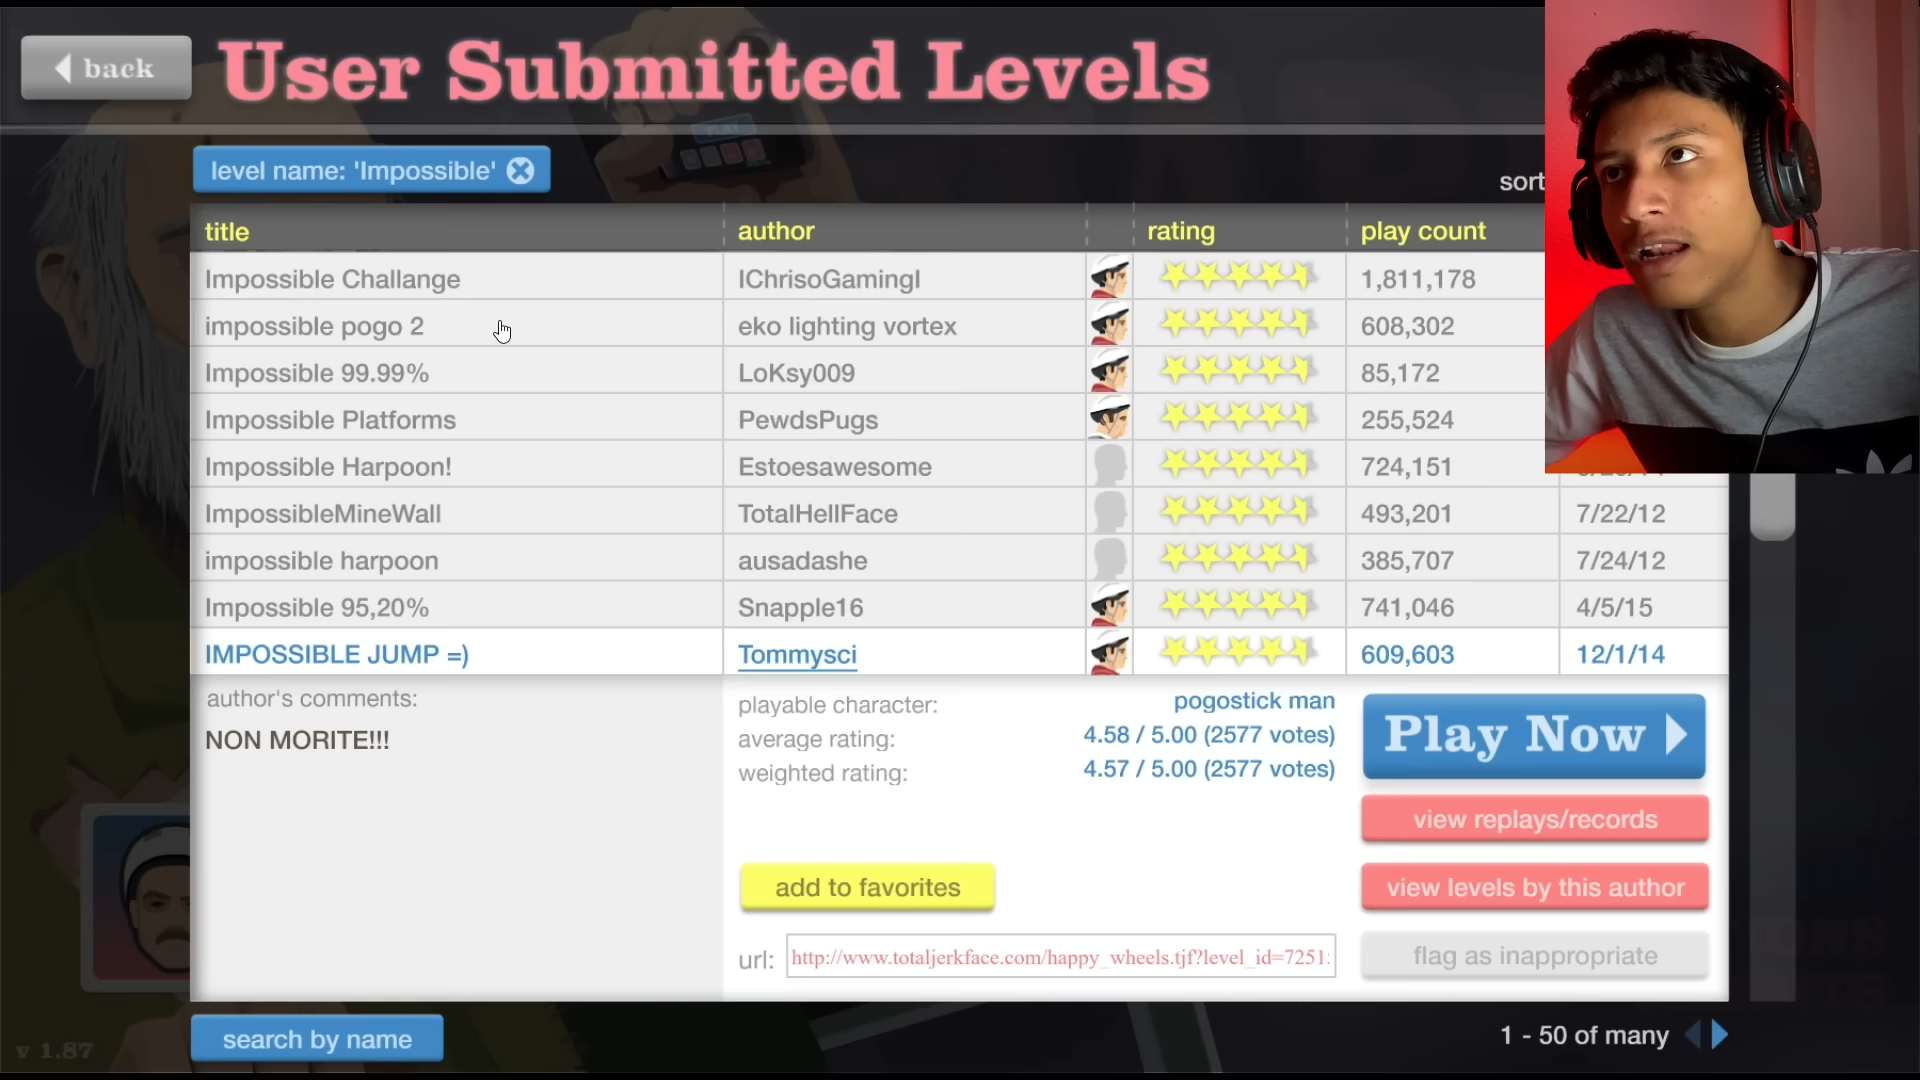 back
User Submitted Levels
level name: 'Impossible'
sort
title author rating play count
Impossible Challange IChrisoGamingI 1,811,178
impossible pogo 2 eko lighting vortex 608,302
Impossible 99.99% LoKsy009 85,172
Impossible Platforms PewdsPugs 255,524
Impossible Harpoon! Estoesawesome 724,151
ImpossibleMineWall TotalHellFace 493,201 7/22/12
impossible harpoon ausadashe 385,707 7/24/12
Impossible 95,20% Snapple16 741,046 4/5/15
IMPOSSIBLE JUMP =) Tommysci 609,603 12/1/14
author's comments:
NON MORITE!!!
playable character: pogostick man
average rating: 4.58 / 5.00 (2577 votes)
weighted rating: 4.57 / 5.00 (2577 votes)
Play Now
view replays/records
add to favorites
view levels by this author
url: http://www.totaljerkface.com/happy_wheels.tjf?level_id=7251
flag as inappropriate
search by name
1 - 50 of many
v 1.87